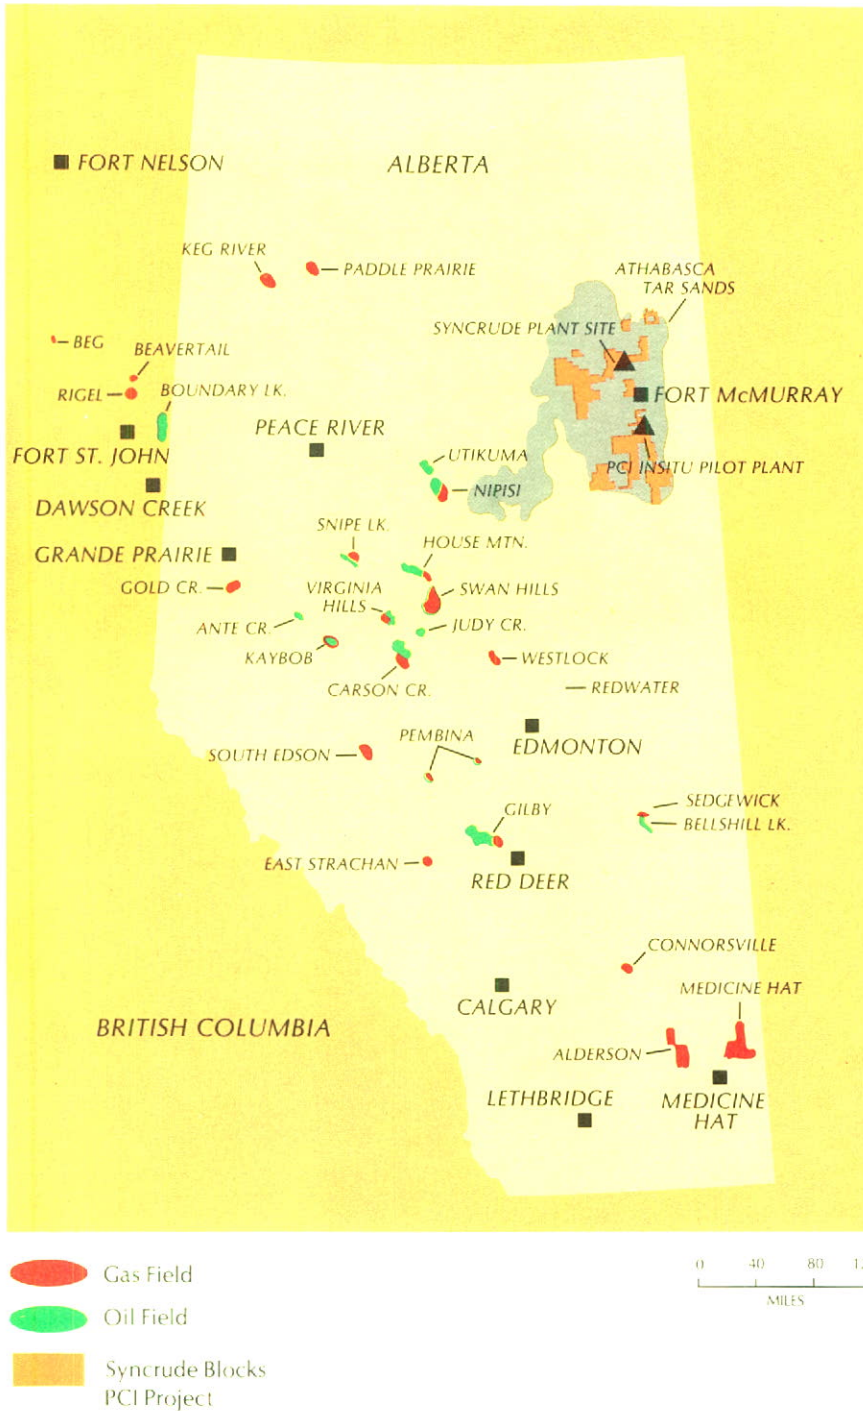 FORT NELSON
ALBERTA
KEG RIVER
PADDLE PRAIRIE
ATHABASCA
TAR SANDS
SYNCRUDE PLANT SITE
BEG
BEAVERTAIL
RIGEL
BOUNDARY LK.
FORT McMURRAY
PEACE RIVER
FORT ST. JOHN
UTIKUMA
PCI INSITU PILOT PLANT
NIPISI
DAWSON CREEK
SNIPE LK.
HOUSE MTN.
GRANDE PRAIRIE
GOLD CR.
VIRGINIA
HILLS
SWAN HILLS
ANTE CR.
JUDY CR.
KAYBOB
WESTLOCK
CARSON CR.
REDWATER
PEMBINA
EDMONTON
SOUTH EDSON
SEDGEWICK
GILBY
BELLSHILL LK.
EAST STRACHAN
RED DEER
CONNORSVILLE
MEDICINE HAT
CALGARY
BRITISH COLUMBIA
ALDERSON
LETHBRIDGE
MEDICINE
HAT
Gas Field
0 40 80
MILES
Oil Field
Syncrude Blocks
PCI Project